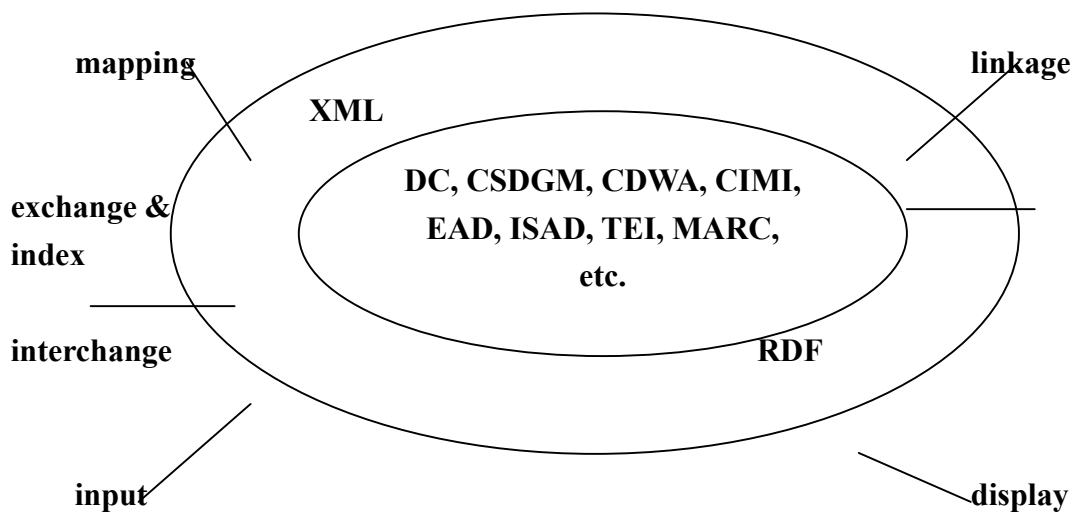 mapping
linkage
XML
DC, CSDGM, CDWA, CIMI,
EAD, ISAD, TEI, MARC,
etc.
exchange &
index
interchange
RDF
input
display